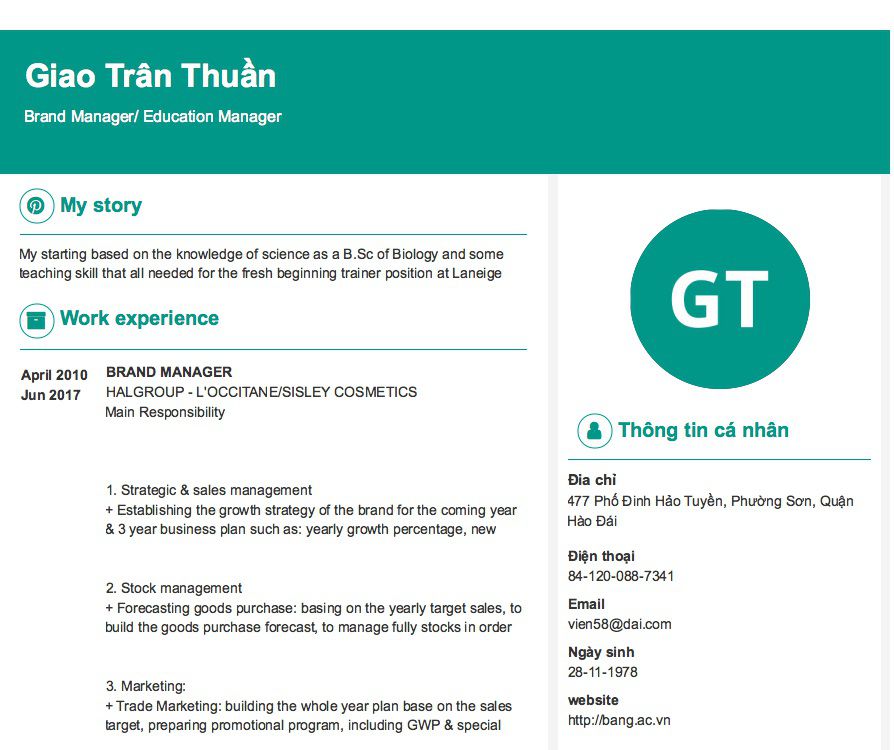 Giao Trân Thuần
Brand Manager/ Education Manager
My story
My starting based on the knowledge of science as a B.Sc of Biology and some
teaching skill that all needed for the fresh beginning trainer position at Laneige
Work experience
April 2010
Jun 2017
BRAND MANAGER
HALGROUP - L'OCCITANE/SISLEY COSMETICS
Main Responsibility
1. Strategic & sales management
+ Establishing the growth strategy of the brand for the coming year
& 3 year business plan such as: yearly growth percentage, new
2. Stock management
+ Forecasting goods purchase: basing on the yearly target sales, to
build the goods purchase forecast, to manage fully stocks in order
3. Marketing:
+ Trade Marketing: building the whole year plan base on the sales
target, preparing promotional program, including GWP & special
GT
Thông tin cá nhân
Địa chỉ
477 Phố Đinh Hảo Tuyền, Phường Sơn, Quận
Hào Đái
Điện thoại
84-120-088-7341
Email
vien58@dai.com
Ngày sinh
28-11-1978
website
http://bang.ac.vn